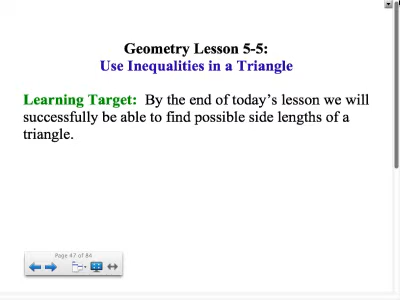 Geometry Lesson 5-5:
Use Inequalities in a Triangle
Learning Target:  By the end of today's lesson we will
successfully be able to find possible side lengths of a
triangle.
Page 47 of 84